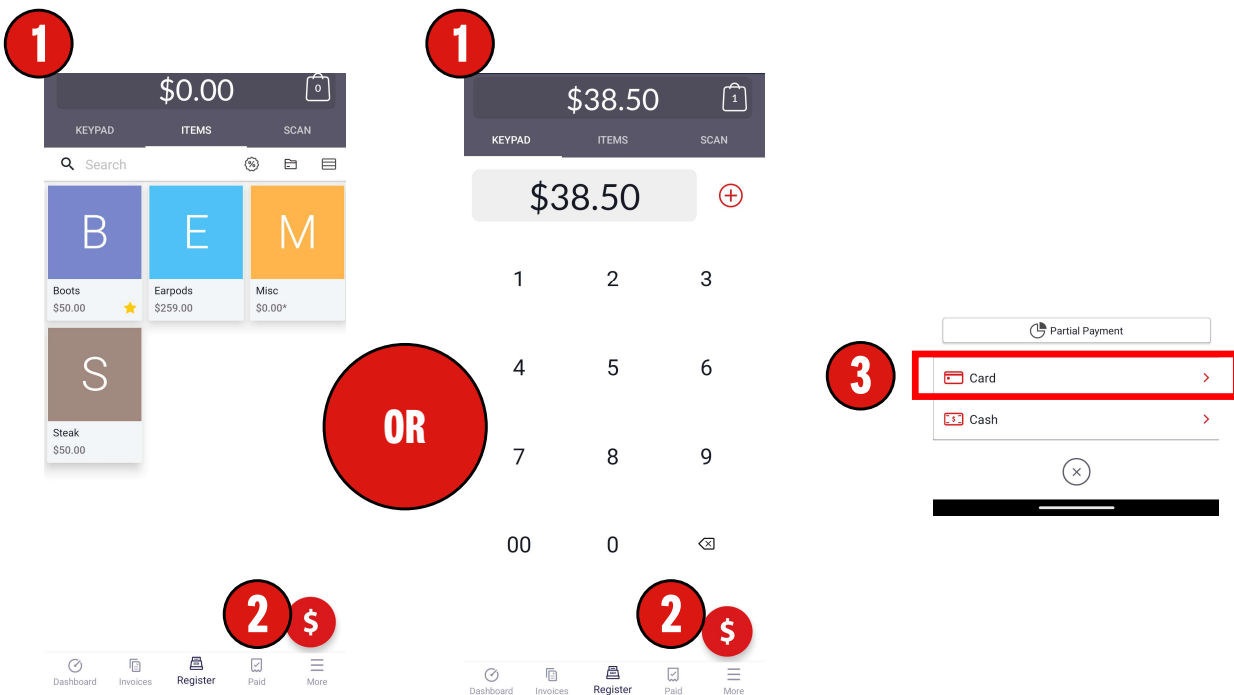 1
$0.00
0
KEYPAD ITEMS SCAN
Search
%
B E M
Boots
$50.00
Earpods
$259.00
Misc
$0.00*
S
Steak
$50.00
2 $
Dashboard Invoices Register Paid More
OR
1
$38.50
1
KEYPAD ITEMS SCAN
$38.50
1 2 3
4 5 6
7 8 9
00 0
2 $
Dashboard Invoices Register Paid More
3
Partial Payment
Card
$ Cash